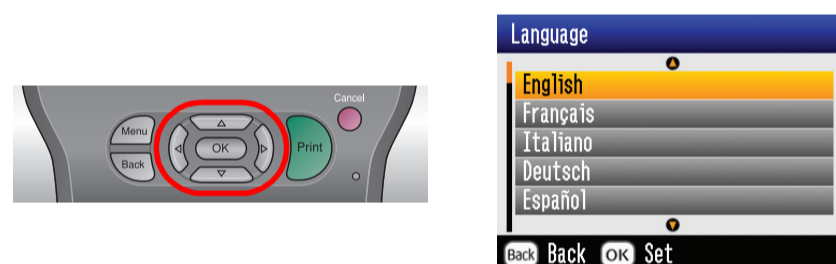 Cancel
Menu
OK
Print
Back
Language
English
Français
Italiano
Deutsch
Español
Back Back OK Set